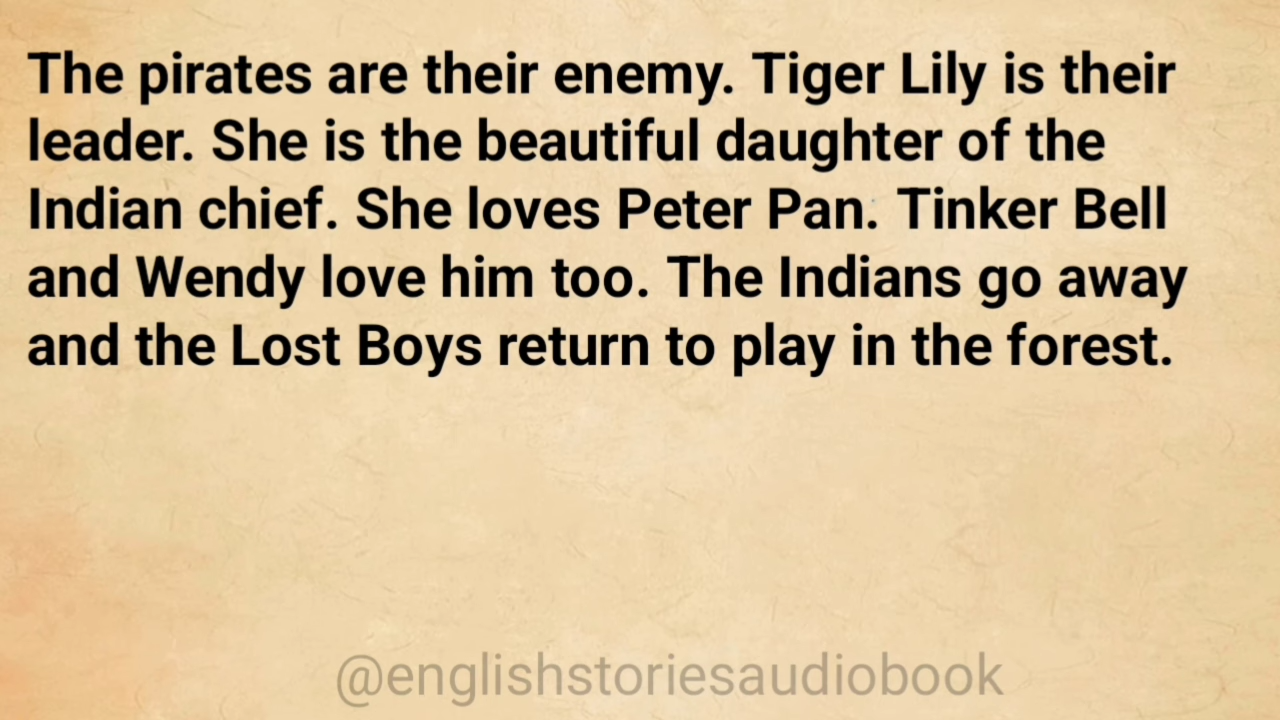 The pirates are their enemy. Tiger Lily is their
leader. She is the beautiful daughter of the
Indian chief. She loves Peter Pan. Tinker Bell
and Wendy love him too. The Indians go away
and the Lost Boys return to play in the forest.
@englishstoriesaudiobook